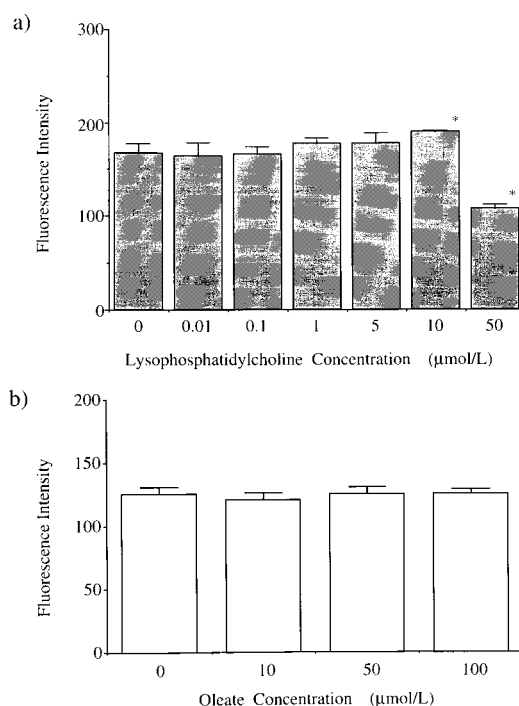 a)
300
200
100
0
Fluorescence Intensity
*
*
0 0.01 0.1 1 5 10 50
Lysophosphatidylcholine Concentration (µmol/L)
b)
200
150
100
50
0
Fluorescence Intensity
0 10 50 100
Oleate Concentration (µmol/L)